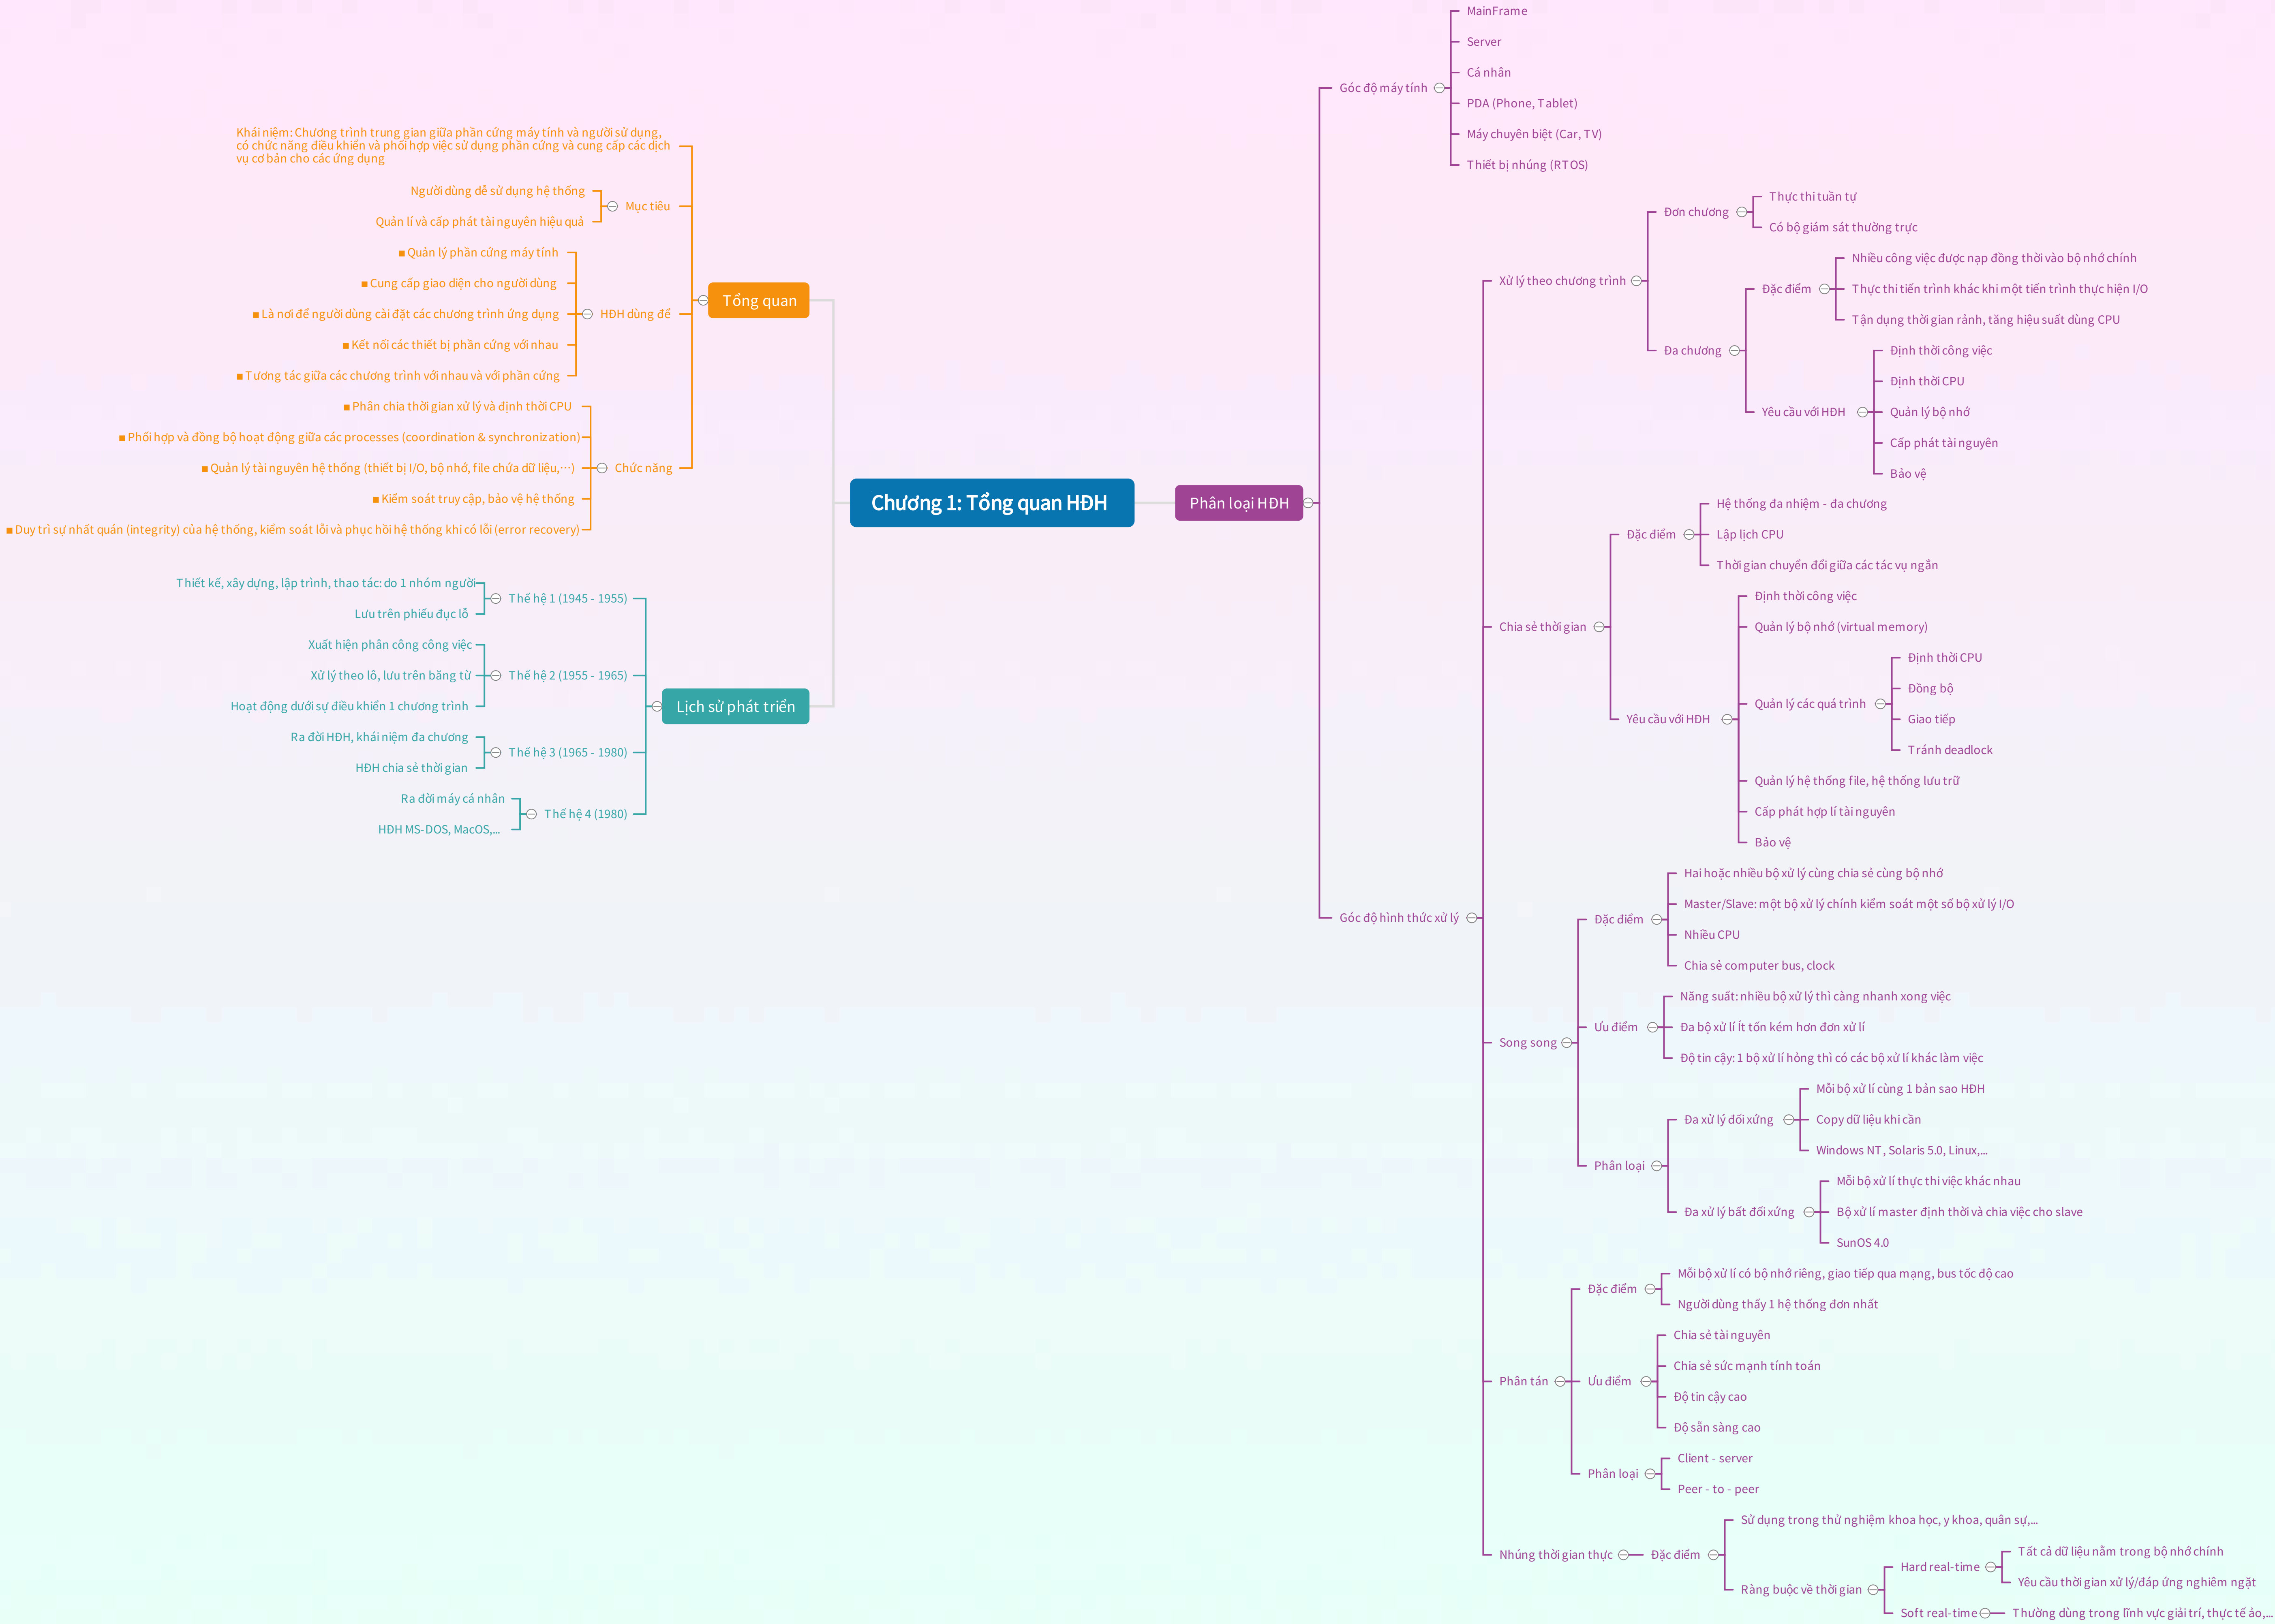 Chương 1: Tổng quan HĐH
Tổng quan
Khái niệm: Chương trình trung gian giữa phần cứng máy tính và người sử dụng,
có chức năng điều khiển và phối hợp việc sử dụng phần cứng và cung cấp các dịch
vụ cơ bản cho các ứng dụng
Mục tiêu
Người dùng dễ sử dụng hệ thống
Quản lí và cấp phát tài nguyên hiệu quả
HĐH dùng để
■ Quản lý phần cứng máy tính
■ Cung cấp giao diện cho người dùng
■ Là nơi để người dùng cài đặt các chương trình ứng dụng
■ Kết nối các thiết bị phần cứng với nhau
■ Tương tác giữa các chương trình với nhau và với phần cứng
Chức năng
■ Phân chia thời gian xử lý và định thời CPU
■ Phối hợp và đồng bộ hoạt động giữa các processes (coordination & synchronization)
■ Quản lý tài nguyên hệ thống (thiết bị I/O, bộ nhớ, file chứa dữ liệu,…)
■ Kiểm soát truy cập, bảo vệ hệ thống
■ Duy trì sự nhất quán (integrity) của hệ thống, kiểm soát lỗi và phục hồi hệ thống khi có lỗi (error recovery)
Lịch sử phát triển
Thế hệ 1 (1945 - 1955)
Thiết kế, xây dựng, lập trình, thao tác: do 1 nhóm người
Lưu trên phiếu đục lỗ
Thế hệ 2 (1955 - 1965)
Xuất hiện phân công công việc
Xử lý theo lô, lưu trên băng từ
Hoạt động dưới sự điều khiển 1 chương trình
Thế hệ 3 (1965 - 1980)
Ra đời HĐH, khái niệm đa chương
HĐH chia sẻ thời gian
Thế hệ 4 (1980)
Ra đời máy cá nhân
HĐH MS-DOS, MacOS,...
Phân loại HĐH
Góc độ máy tính
MainFrame
Server
Cá nhân
PDA (Phone, Tablet)
Máy chuyên biệt (Car, TV)
Thiết bị nhúng (RTOS)
Góc độ hình thức xử lý
Xử lý theo chương trình
Đơn chương
Thực thi tuần tự
Có bộ giám sát thường trực
Đa chương
Đặc điểm
Nhiều công việc được nạp đồng thời vào bộ nhớ chính
Thực thi tiến trình khác khi một tiến trình thực hiện I/O
Tận dụng thời gian rảnh, tăng hiệu suất dùng CPU
Yêu cầu với HĐH
Định thời công việc
Định thời CPU
Quản lý bộ nhớ
Cấp phát tài nguyên
Bảo vệ
Chia sẻ thời gian
Đặc điểm
Hệ thống đa nhiệm - đa chương
Lập lịch CPU
Thời gian chuyển đổi giữa các tác vụ ngắn
Yêu cầu với HĐH
Định thời công việc
Quản lý bộ nhớ (virtual memory)
Quản lý các quá trình
Định thời CPU
Đồng bộ
Giao tiếp
Tránh deadlock
Quản lý hệ thống file, hệ thống lưu trữ
Cấp phát hợp lí tài nguyên
Bảo vệ
Song song
Đặc điểm
Hai hoặc nhiều bộ xử lý cùng chia sẻ cùng bộ nhớ
Master/Slave: một bộ xử lý chính kiểm soát một số bộ xử lý I/O
Nhiều CPU
Chia sẻ computer bus, clock
Ưu điểm
Năng suất: nhiều bộ xử lý thì càng nhanh xong việc
Đa bộ xử lí Ít tốn kém hơn đơn xử lí
Độ tin cậy: 1 bộ xử lí hỏng thì có các bộ xử lí khác làm việc
Phân loại
Đa xử lý đối xứng
Mỗi bộ xử lí cùng 1 bản sao HĐH
Copy dữ liệu khi cần
Windows NT, Solaris 5.0, Linux,...
Đa xử lý bất đối xứng
Mỗi bộ xử lí thực thi việc khác nhau
Bộ xử lí master định thời và chia việc cho slave
SunOS 4.0
Phân tán
Đặc điểm
Mỗi bộ xử lí có bộ nhớ riêng, giao tiếp qua mạng, bus tốc độ cao
Người dùng thấy 1 hệ thống đơn nhất
Ưu điểm
Chia sẻ tài nguyên
Chia sẻ sức mạnh tính toán
Độ tin cậy cao
Độ sẵn sàng cao
Phân loại
Client - server
Peer - to - peer
Nhúng thời gian thực
Đặc điểm
Sử dụng trong thử nghiệm khoa học, y khoa, quân sự,...
Ràng buộc về thời gian
Hard real-time
Tất cả dữ liệu nằm trong bộ nhớ chính
Yêu cầu thời gian xử lý/đáp ứng nghiêm ngặt
Soft real-time
Thường dùng trong lĩnh vực giải trí, thực tế ảo,...